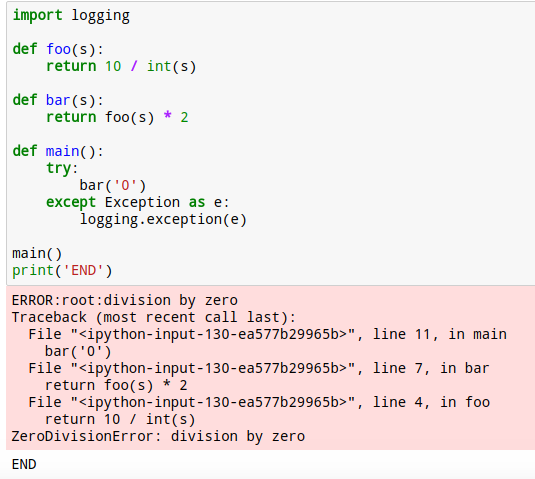 import logging

def foo(s):
    return 10 / int(s)

def bar(s):
    return foo(s) * 2

def main():
    try:
        bar('0')
    except Exception as e:
        logging.exception(e)

main()
print('END')
ERROR:root:division by zero
Traceback (most recent call last):
  File "<ipython-input-130-ea577b29965b>", line 11, in main
    bar('0')
  File "<ipython-input-130-ea577b29965b>", line 7, in bar
    return foo(s) * 2
  File "<ipython-input-130-ea577b29965b>", line 4, in foo
    return 10 / int(s)
ZeroDivisionError: division by zero
END